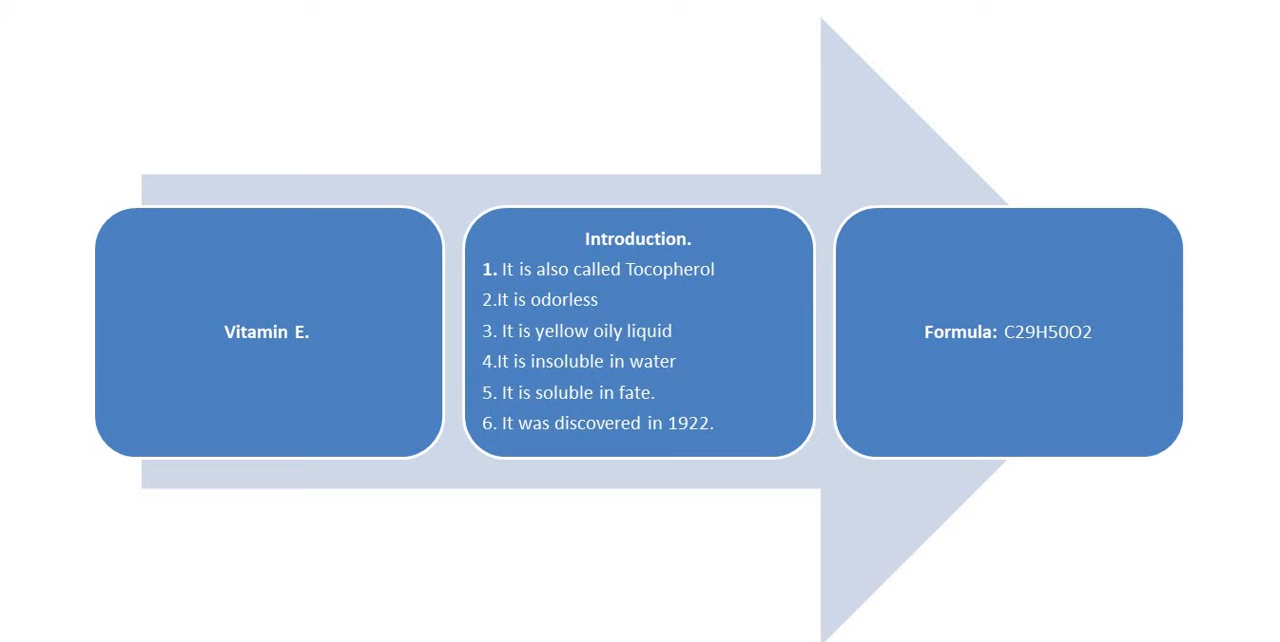 Vitamin E.
Introduction.
1. It is also called Tocopherol
2.It is odorless
3. It is yellow oily liquid
4.It is insoluble in water
5. It is soluble in fate.
6. It was discovered in 1922.
Formula: C29H50O2